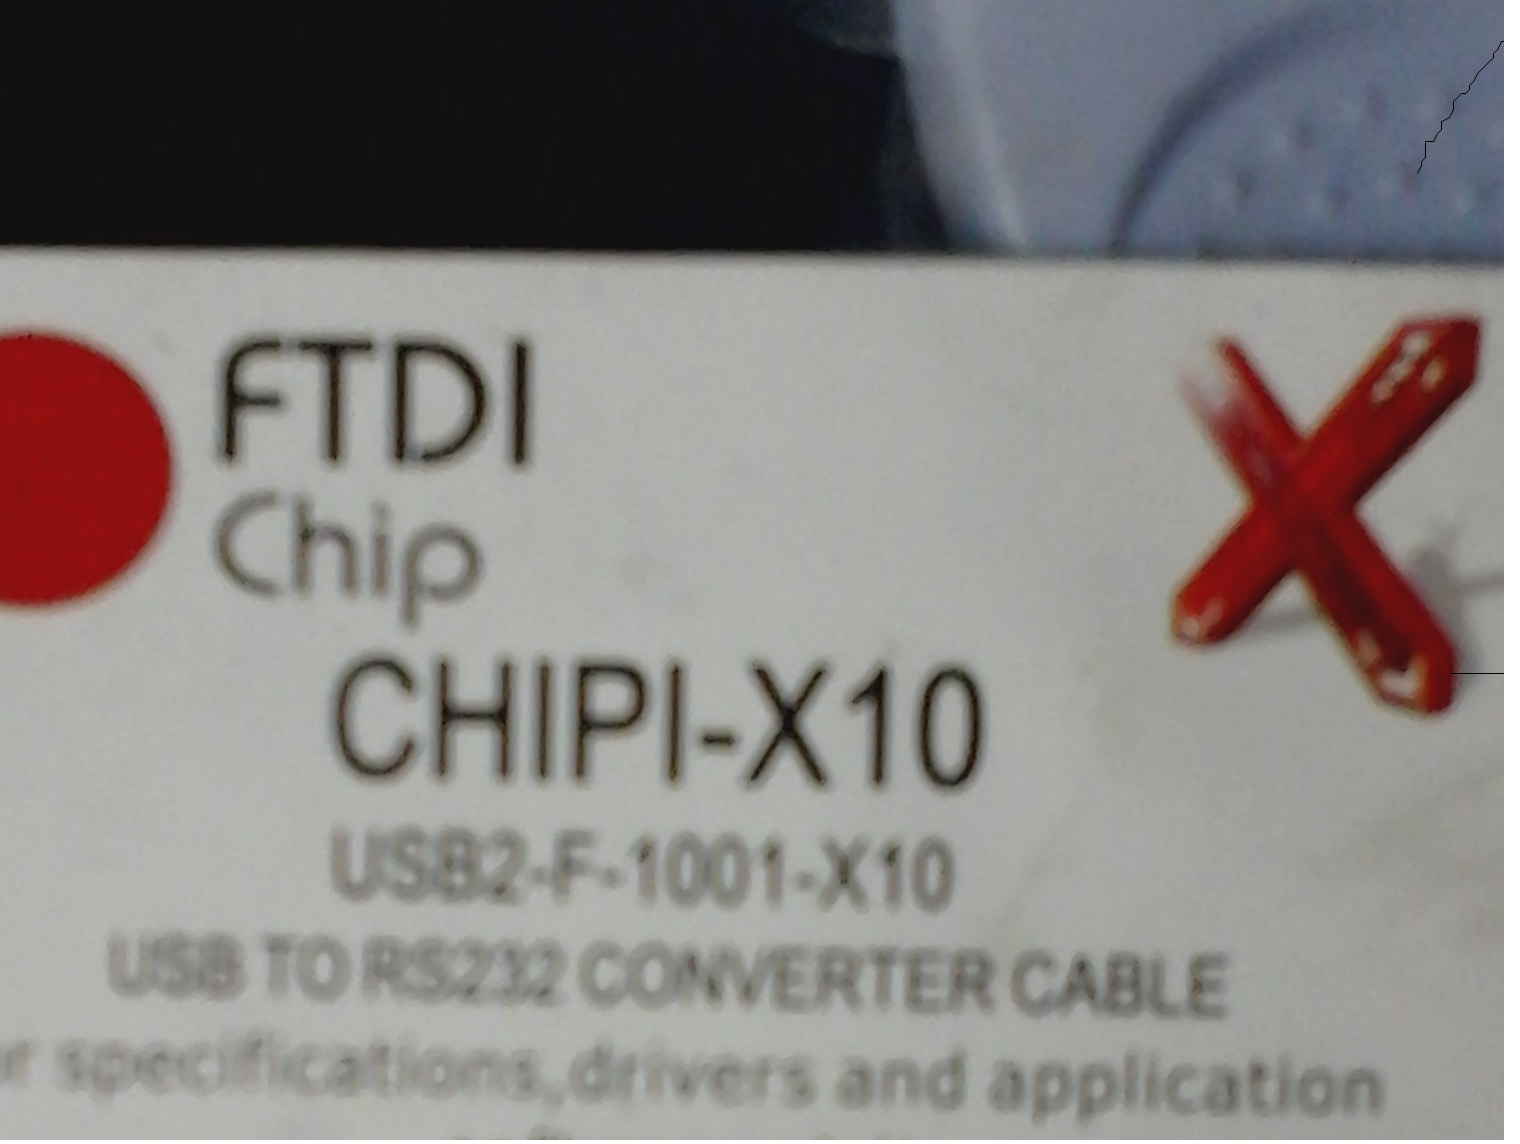 FTDI
Chip
CHIPI-X10
USB2-F-1001-X10
USB TO RS232 CONVERTER CABLE
specifications,drivers and application